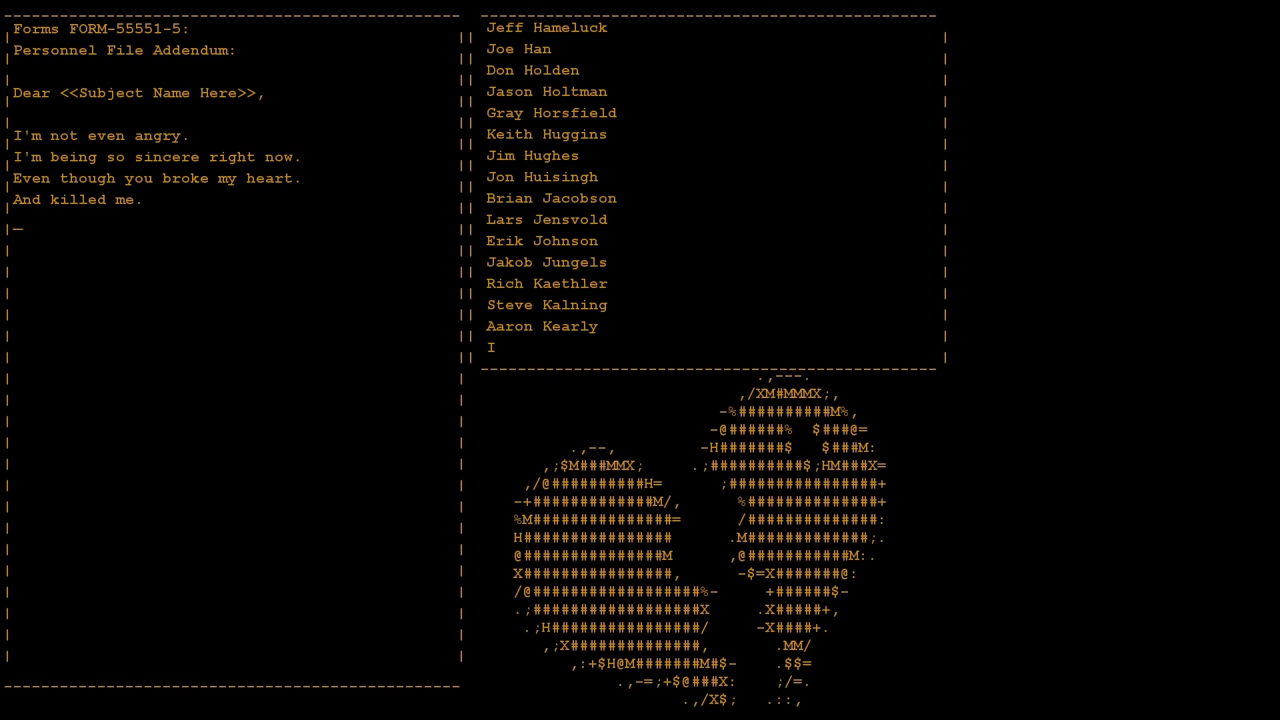 Forms FORM-55551-5:
Personnel File Addendum:
Dear <<Subject Name Here>>,
I'm not even angry.
I'm being so sincere right now.
Even though you broke my heart.
And killed me.
_
Jeff Hameluck
Joe Han
Don Holden
Jason Holtman
Gray Horsfield
Keith Huggins
Jim Hughes
Jon Huisingh
Brian Jacobson
Lars Jensvold
Erik Johnson
Jakob Jungels
Rich Kaethler
Steve Kalning
Aaron Kearly
I